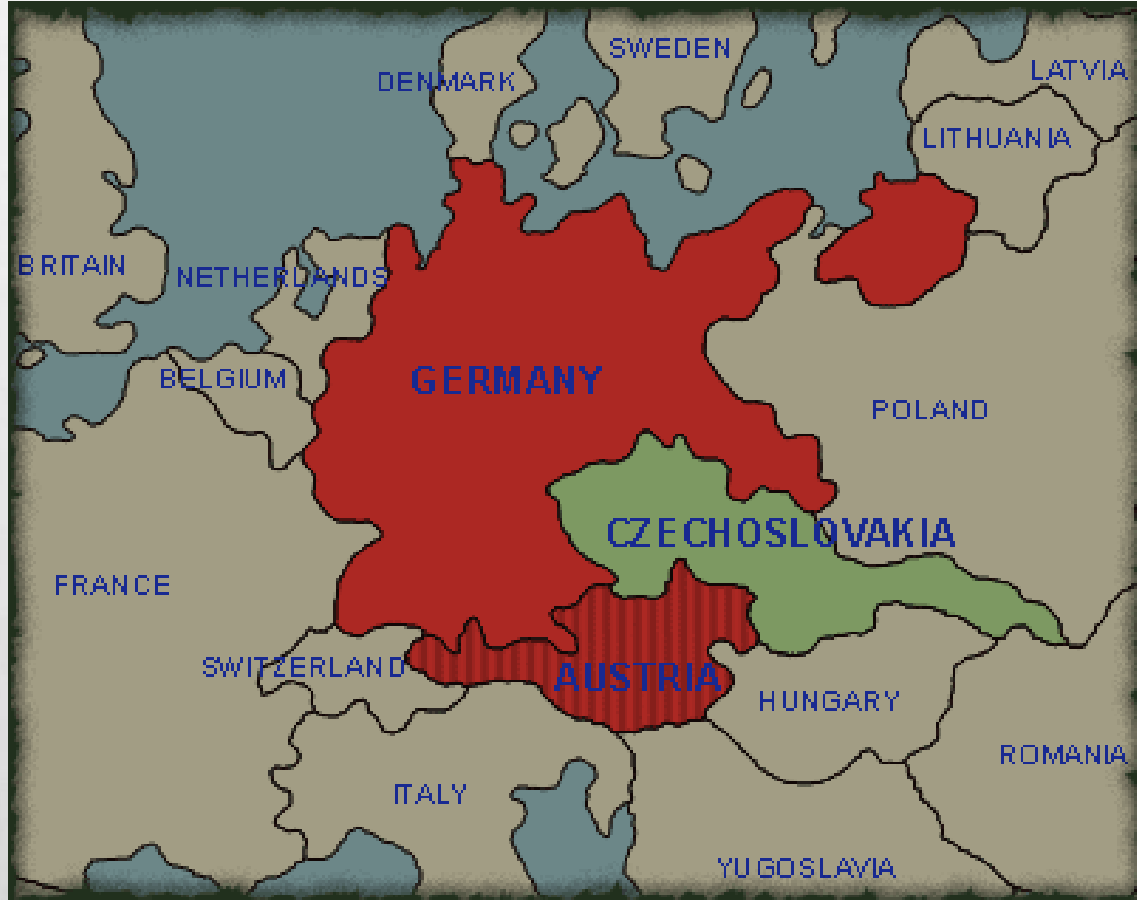 SWEDEN
DENMARK
LATVIA
LITHUANIA
BRITAIN
NETHERLANDS
BELGIUM
GERMANY
POLAND
CZECHOSLOVAKIA
FRANCE
SWITZERLAND
AUSTRIA
HUNGARY
ROMANIA
ITALY
YUGOSLAVIA